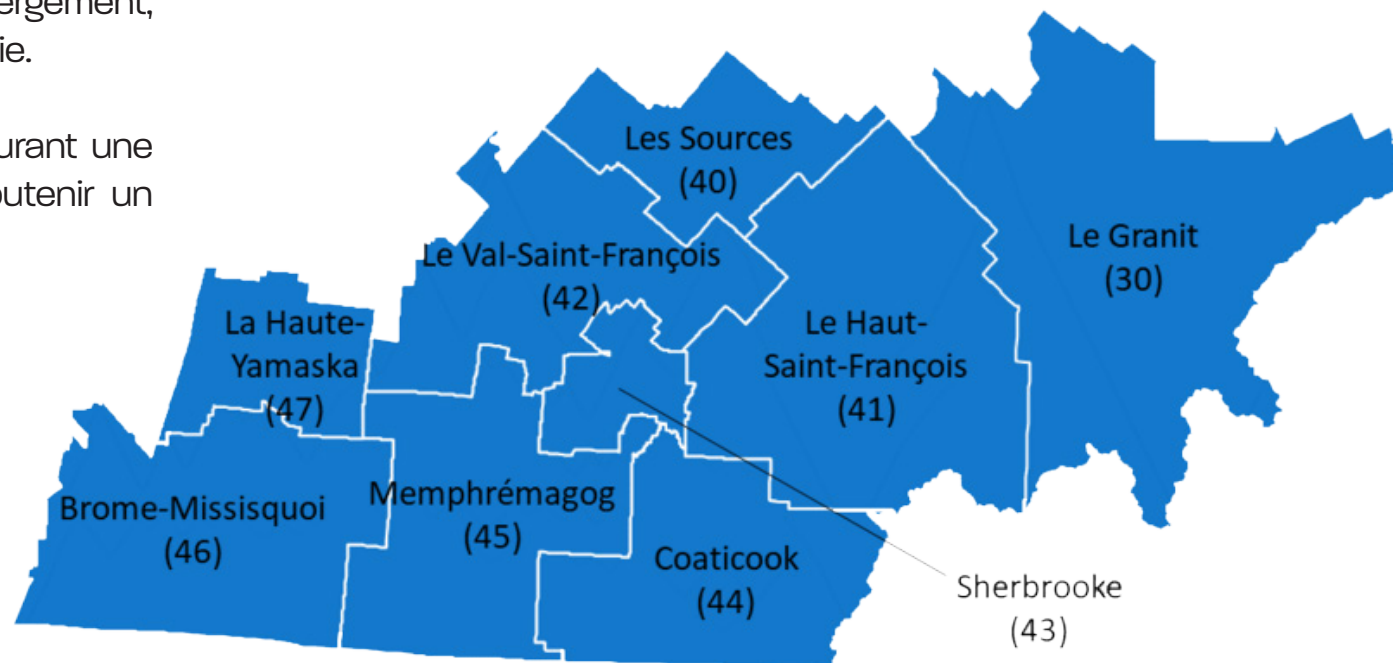 ergement,
ie.
urant une
outenir un
Les Sources
(40)
Le Granit
(30)
Le Val-Saint-François
(42)
La Haute-
Yamaska
(47)
Le Haut-
Saint-François
(41)
Brome-Missisquoi
(46)
Memphrémagog
(45)
Coaticook
(44)
Sherbrooke
(43)